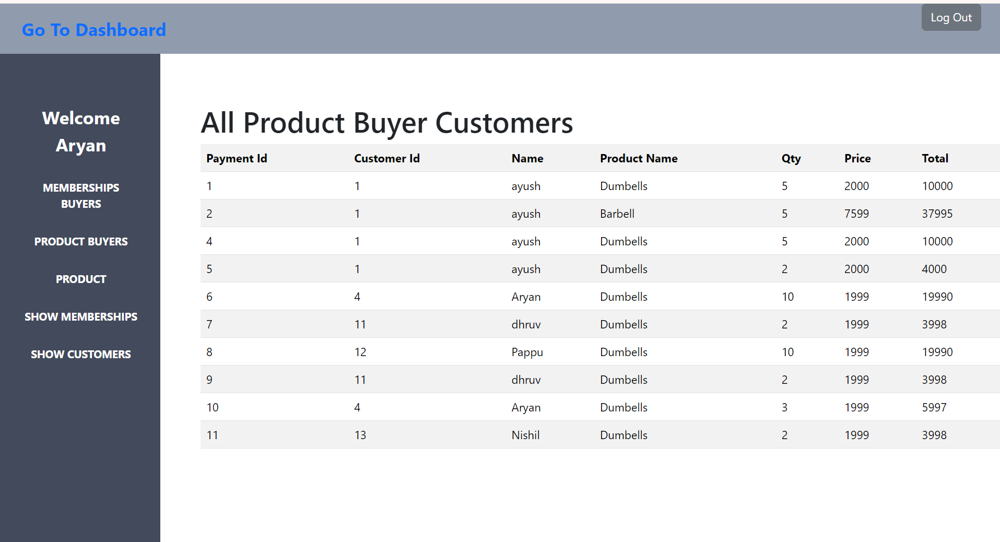 Go To Dashboard
Log Out
Welcome
Aryan
MEMBERSHIPS
BUYERS
PRODUCT BUYERS
PRODUCT
SHOW MEMBERSHIPS
SHOW CUSTOMERS
All Product Buyer Customers
Payment Id Customer Id Name Product Name Qty Price Total
1 1 ayush Dumbells 5 2000 10000
2 1 ayush Barbell 5 7599 37995
4 1 ayush Dumbells 5 2000 10000
5 1 ayush Dumbells 2 2000 4000
6 4 Aryan Dumbells 10 1999 19990
7 11 dhruv Dumbells 2 1999 3998
8 12 Pappu Dumbells 10 1999 19990
9 11 dhruv Dumbells 2 1999 3998
10 4 Aryan Dumbells 3 1999 5997
11 13 Nishil Dumbells 2 1999 3998